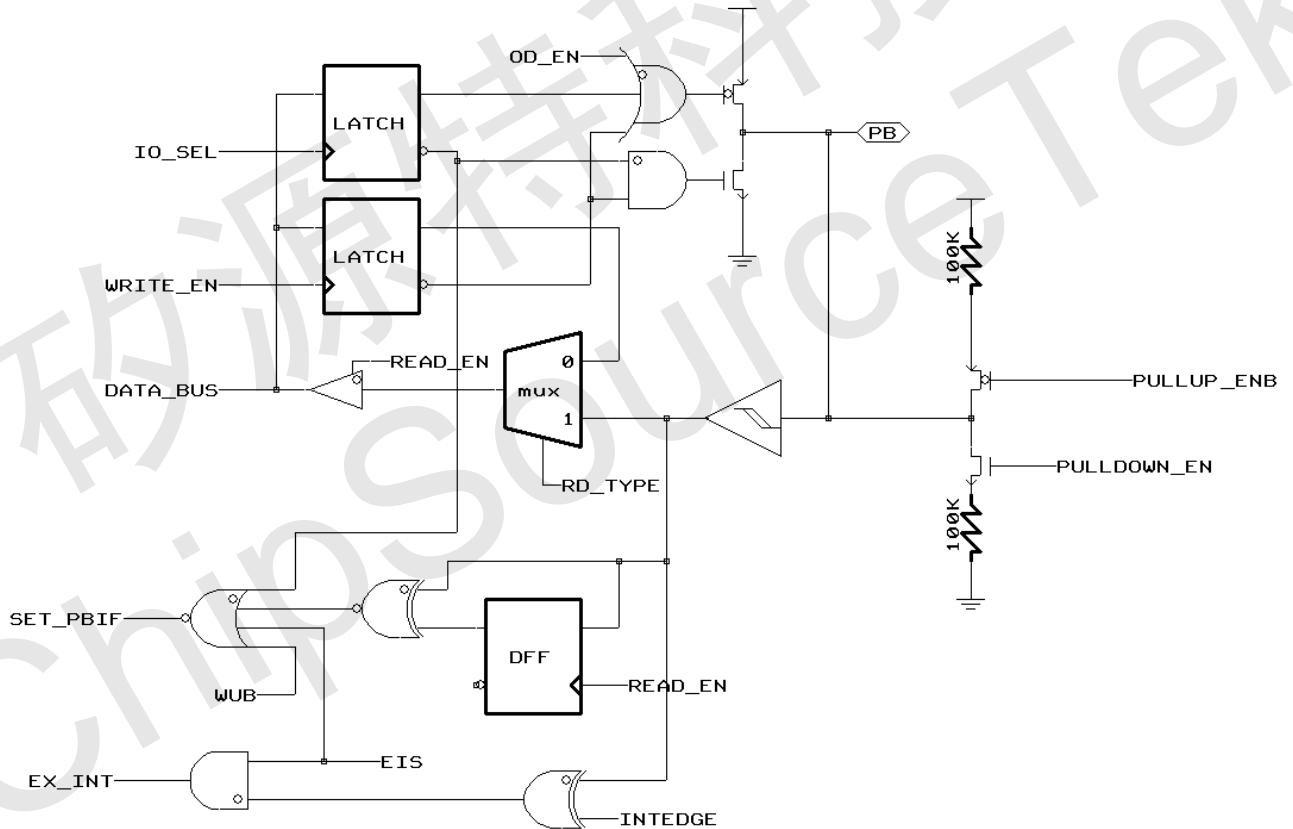 OD_EN
LATCH
PB
IO_SEL
100K
LATCH
WRITE_EN
READ_EN
0
DATA_BUS
mux
PULLUP_ENB
1
PULLDOWN_EN
RD_TYPE
100K
SET_PBIF
DFF
WUB
READ_EN
EIS
EX_INT
INTEDGE
矽源特科技
ChipSourceTek